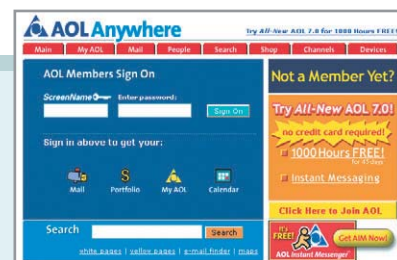 AOL Anywhere
Try All-New AOL 7.0 for 1000 Hours FREE!
Main My AOL Mail People Search Shop Channels Devices
AOL Members Sign On
ScreenName Enter password:
Sign On
Sign in above to get your:
Mail Portfolio My AOL Calendar
Search Search
white pages | yellow pages | e-mail finder | maps
Not a Member Yet?
Try All-New AOL 7.0!
no credit card required!
1000 Hours FREE!
for 45 days
Instant Messaging
Click Here to Join AOL
It's FREE!
Get AIM Now!
AOL Instant Messenger